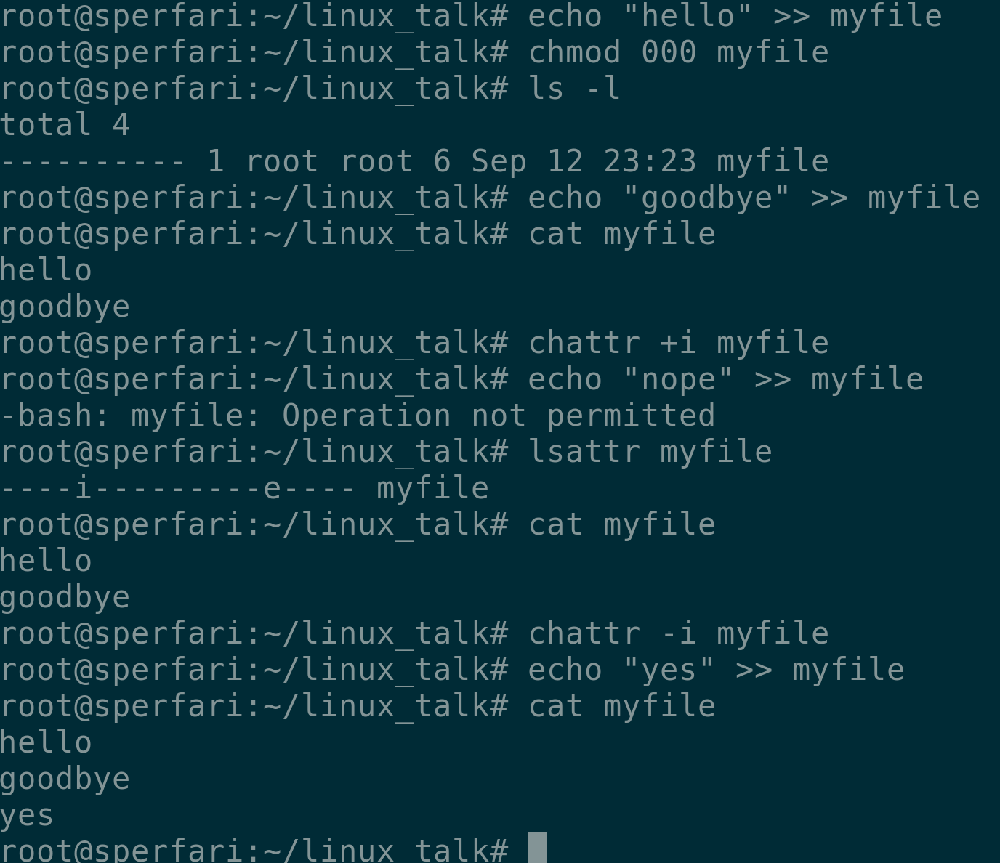 root@sperfari:~/linux_talk# echo "hello" >> myfile
root@sperfari:~/linux_talk# chmod 000 myfile
root@sperfari:~/linux_talk# ls -l
total 4
---------- 1 root root 6 Sep 12 23:23 myfile
root@sperfari:~/linux_talk# echo "goodbye" >> myfile
root@sperfari:~/linux_talk# cat myfile
hello
goodbye
root@sperfari:~/linux_talk# chattr +i myfile
root@sperfari:~/linux_talk# echo "nope" >> myfile
-bash: myfile: Operation not permitted
root@sperfari:~/linux_talk# lsattr myfile
----i---------e---- myfile
root@sperfari:~/linux_talk# cat myfile
hello
goodbye
root@sperfari:~/linux_talk# chattr -i myfile
root@sperfari:~/linux_talk# echo "yes" >> myfile
root@sperfari:~/linux_talk# cat myfile
hello
goodbye
yes
root@sperfari:~/linux_talk#